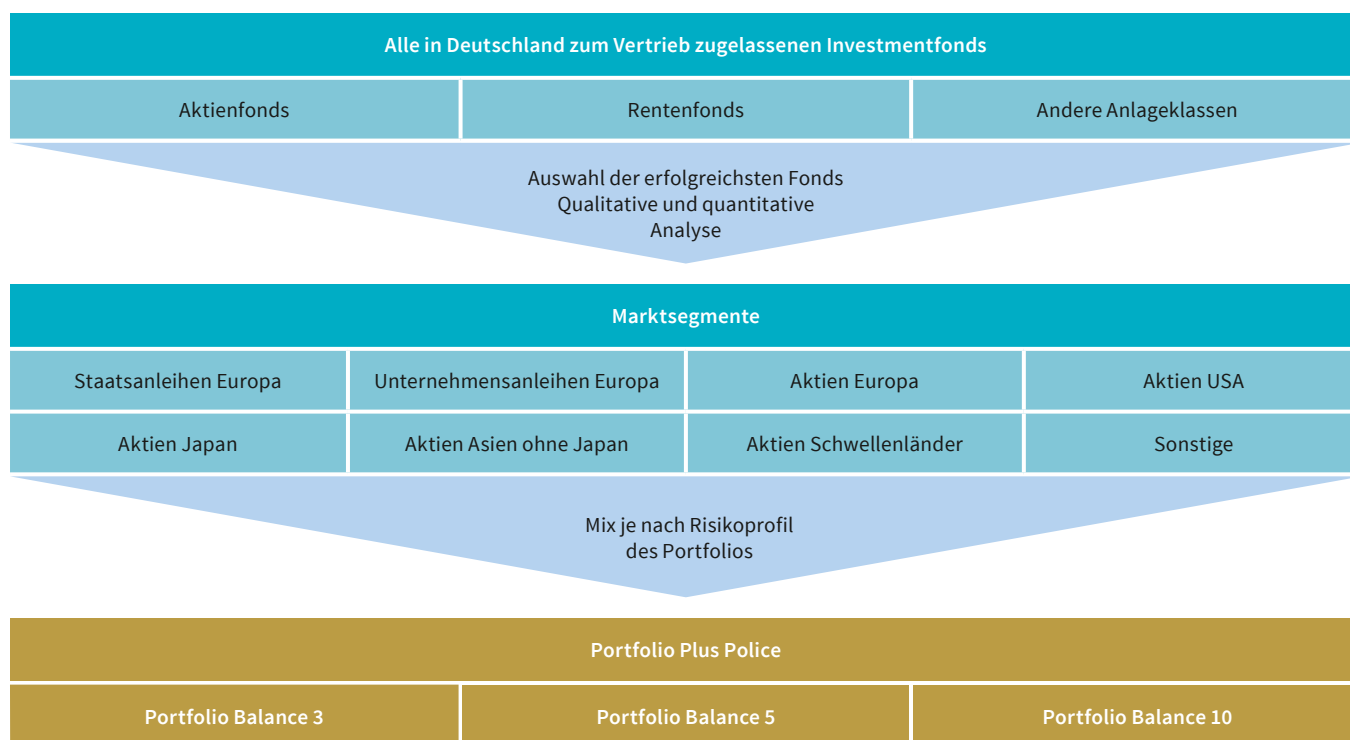 Alle in Deutschland zum Vertrieb zugelassenen Investmentfonds
Aktienfonds
Rentenfonds
Andere Anlageklassen
Auswahl der erfolgreichsten Fonds
Qualitative und quantitative
Analyse
Marktsegmente
Staatsanleihen Europa
Unternehmensanleihen Europa
Aktien Europa
Aktien USA
Aktien Japan
Aktien Asien ohne Japan
Aktien Schwellenländer
Sonstige
Mix je nach Risikoprofil
des Portfolios
Portfolio Plus Police
Portfolio Balance 3
Portfolio Balance 5
Portfolio Balance 10